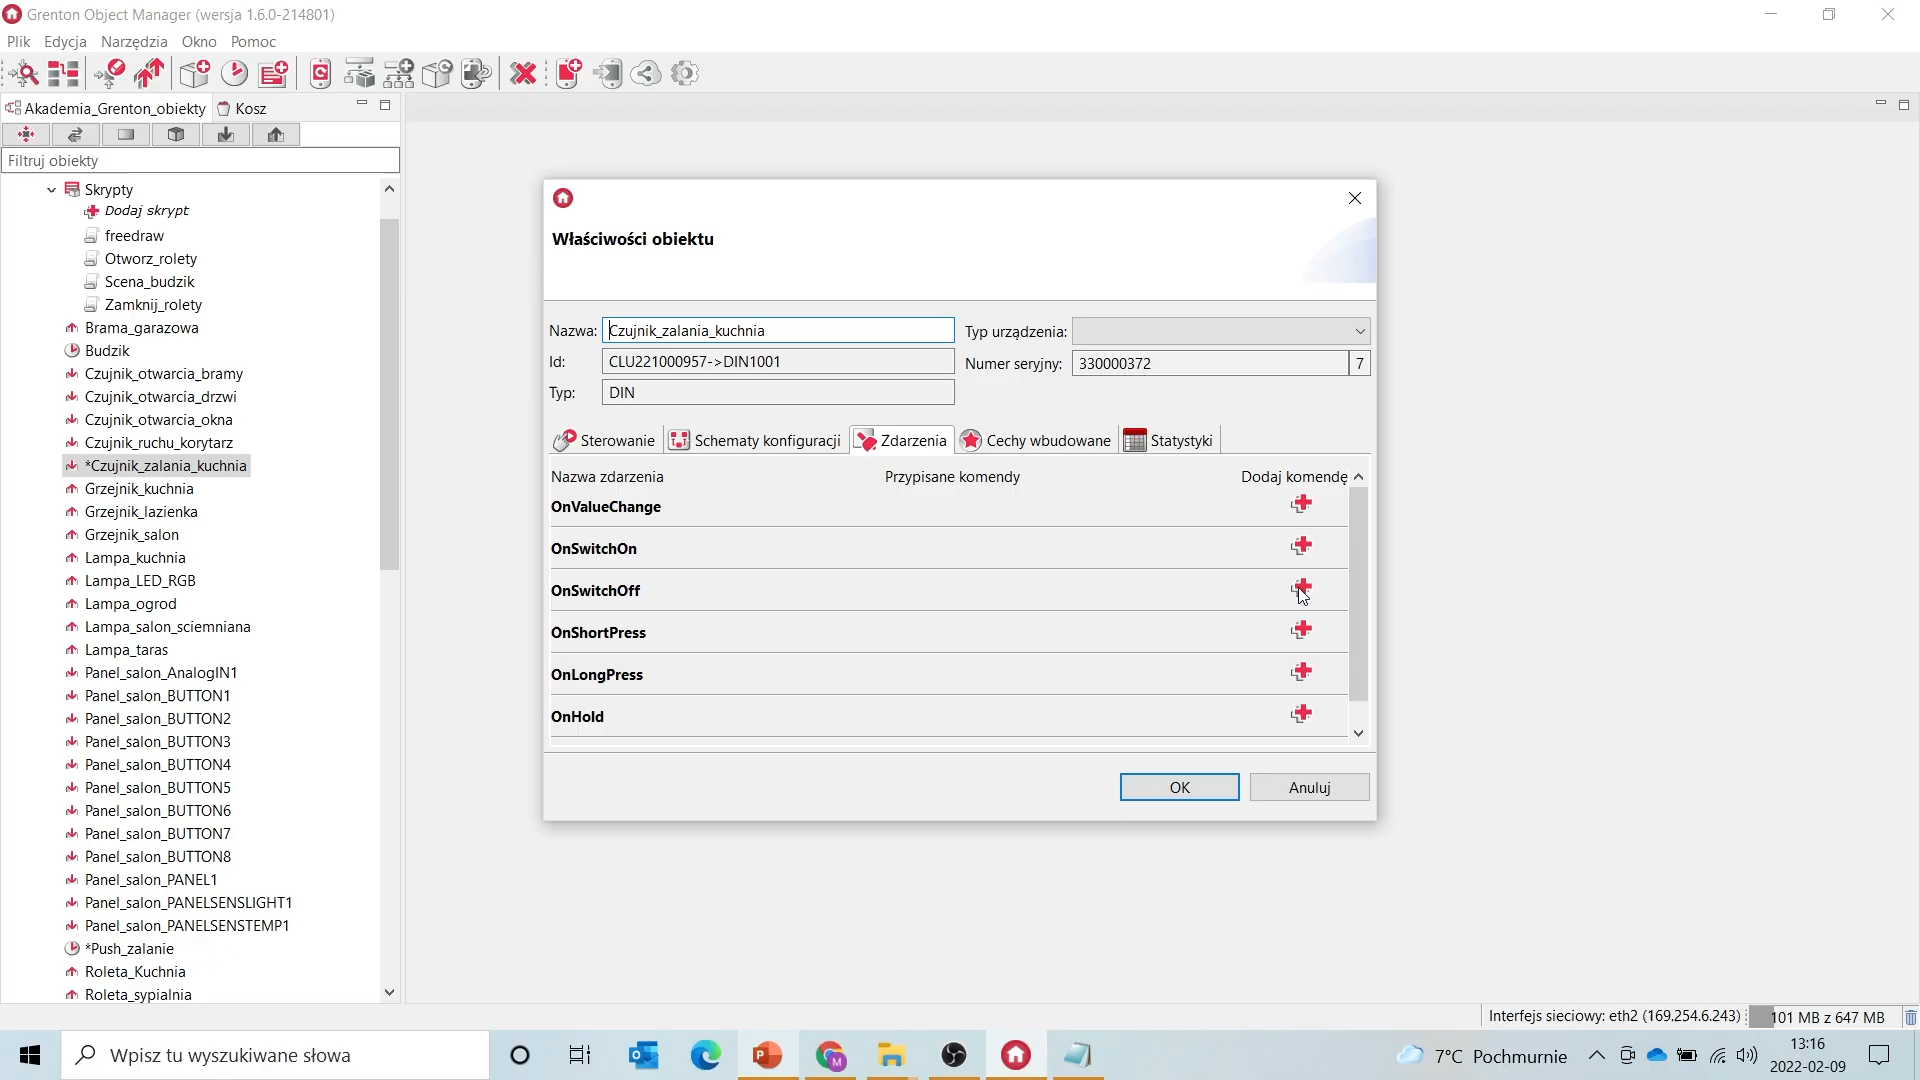 Grenton Object Manager (wersja 1.6.0-214801)
Plik Edycja Narzędzia Okno Pomoc
Akademia_Grenton_obiekty Kosz
Filtruj obiekty
Skrypty
Dodaj skrypt
freedraw
Otworz_rolety
Scena_budzik
Zamknij_rolety
Brama_garazowa
Budzik
Czujnik_otwarcia_bramy
Czujnik_otwarcia_drzwi
Czujnik_otwarcia_okna
Czujnik_ruchu_korytarz
*Czujnik_zalania_kuchnia
Grzejnik_kuchnia
Grzejnik_lazienka
Grzejnik_salon
Lampa_kuchnia
Lampa_LED_RGB
Lampa_ogrod
Lampa_salon_sciemniana
Lampa_taras
Panel_salon_AnalogIN1
Panel_salon_BUTTON1
Panel_salon_BUTTON2
Panel_salon_BUTTON3
Panel_salon_BUTTON4
Panel_salon_BUTTON5
Panel_salon_BUTTON6
Panel_salon_BUTTON7
Panel_salon_BUTTON8
Panel_salon_PANEL1
Panel_salon_PANELSENSLIGHT1
Panel_salon_PANELSENSTEMP1
*Push_zalanie
Roleta_Kuchnia
Roleta_sypialnia
Właściwości obiektu
Nazwa: Czujnik_zalania_kuchnia Typ urządzenia:
Id: CLU221000957->DIN1001 Numer seryjny: 330000372 7
Typ: DIN
Sterowanie Schematy konfiguracji Zdarzenia Cechy wbudowane Statystyki
Nazwa zdarzenia Przypisane komendy Dodaj komendę
OnValueChange
OnSwitchOn
OnSwitchOff
OnShortPress
OnLongPress
OnHold
OK Anuluj
Interfejs sieciowy: eth2 (169.254.6.243) 101 MB z 647 MB
Wpisz tu wyszukiwane słowa
7°C Pochmurnie
13:16
2022-02-09